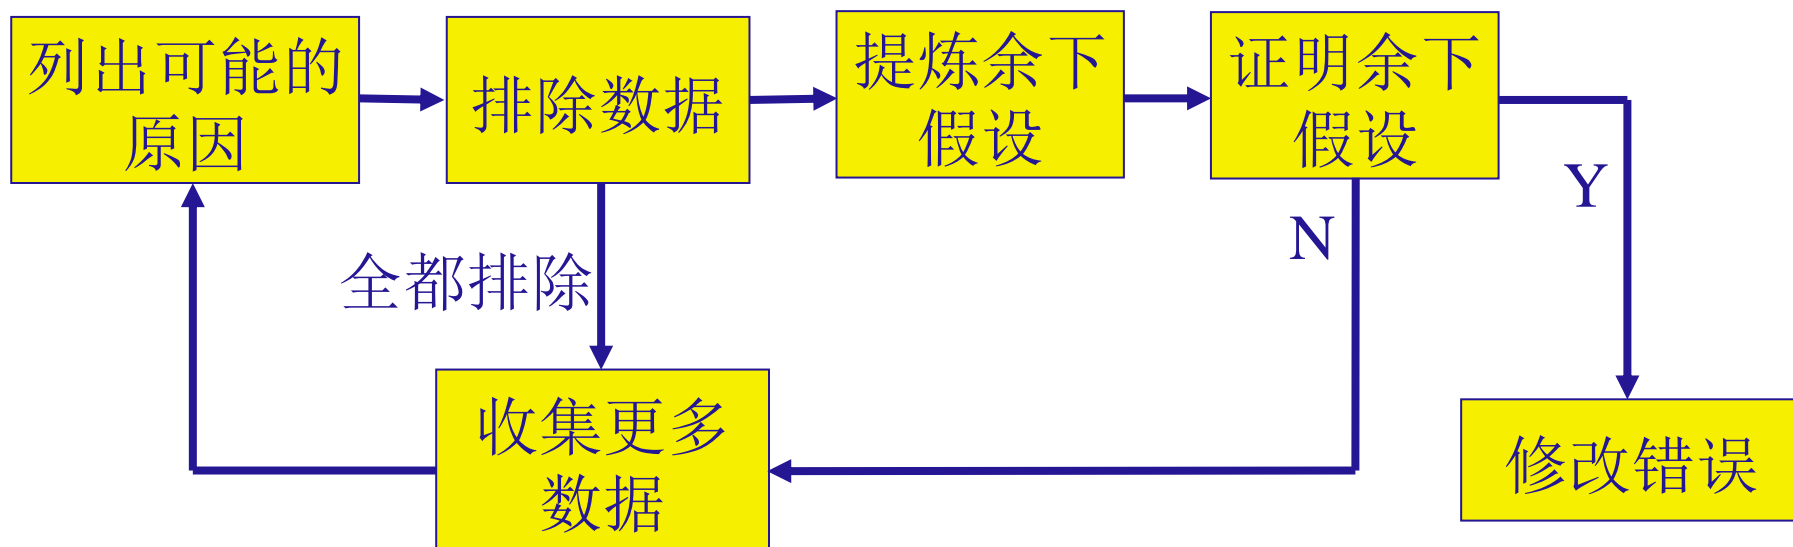 列出可能的
原因
排除数据
提炼余下
假设
证明余下
假设
Y
N
全都排除
收集更多
数据
修改错误